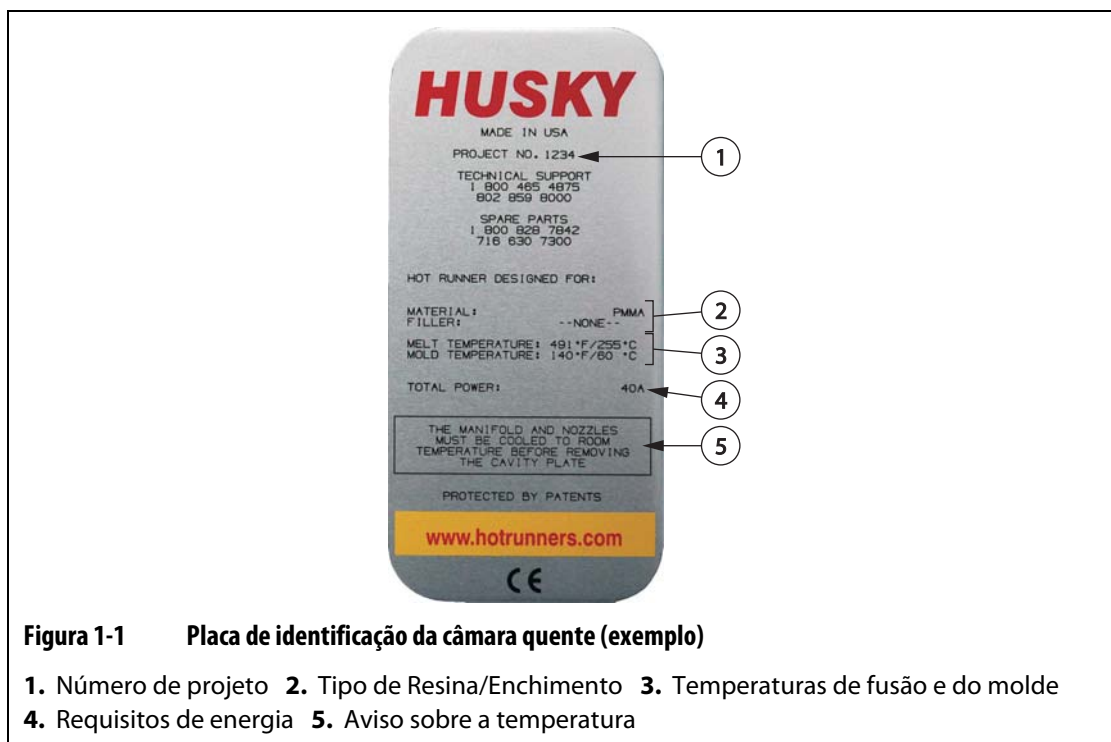 HUSKY
MADE IN USA
PROJECT NO. 1234
1
TECHNICAL SUPPORT
1 800 465 4875
802 859 8000
SPARE PARTS
1 800 828 7842
716 630 7300
HOT RUNNER DESIGNED FOR:
MATERIAL: PMMA
FILLER: --NONE--
2
MELT TEMPERATURE: 491°F/255°C
MOLD TEMPERATURE: 140°F/60 °C
3
TOTAL POWER: 40A
4
THE MANIFOLD AND NOZZLES
MUST BE COOLED TO ROOM
TEMPERATURE BEFORE REMOVING
THE CAVITY PLATE
5
PROTECTED BY PATENTS
www.hotrunners.com
CE
Figura 1-1 Placa de identificação da câmara quente (exemplo)
1. Número de projeto 2. Tipo de Resina/Enchimento 3. Temperaturas de fusão e do molde
4. Requisitos de energia 5. Aviso sobre a temperatura